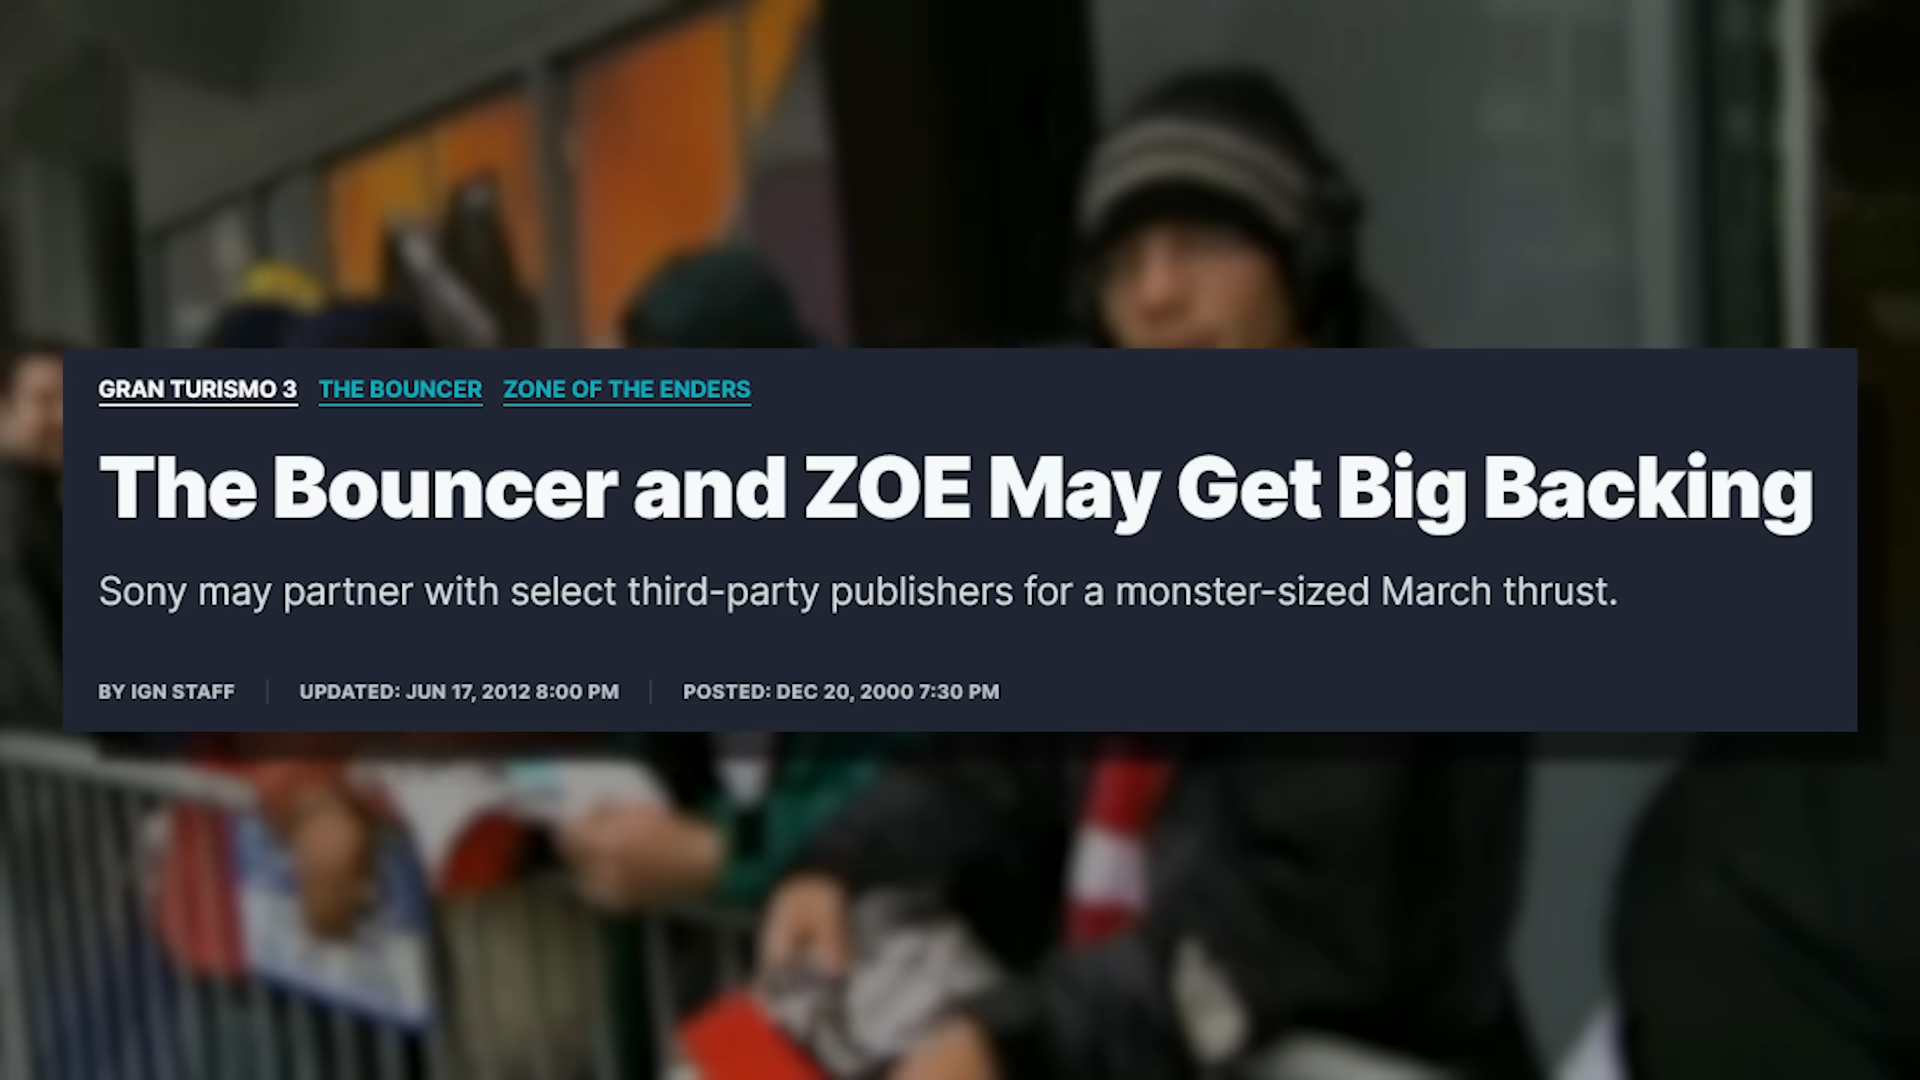 GRAN TURISMO 3 THE BOUNCER ZONE OF THE ENDERS
The Bouncer and ZOE May Get Big Backing
Sony may partner with select third-party publishers for a monster-sized March thrust.
BY IGN STAFF | UPDATED: JUN 17, 2012 8:00 PM | POSTED: DEC 20, 2000 7:30 PM